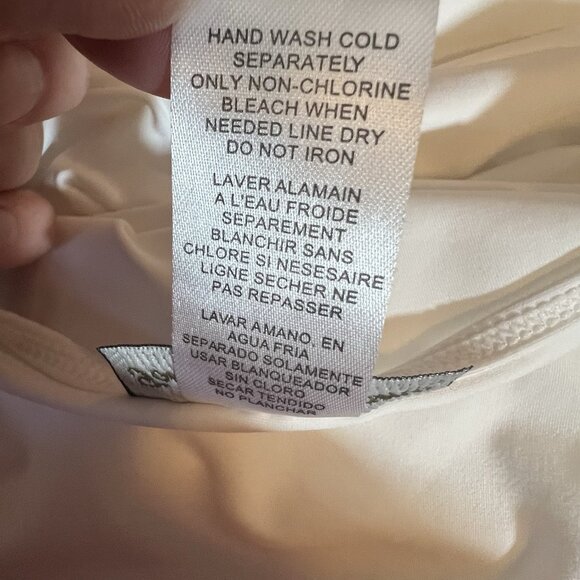 HAND WASH COLD
SEPARATELY
ONLY NON-CHLORINE
BLEACH WHEN
NEEDED LINE DRY
DO NOT IRON
LAVER ALAMAIN
A L'EAU FROIDE
SEPAREMENT
BLANCHIR SANS
CHLORE SI NESESAIRE
LIGNE SECHER NE
PAS REPASSER
LAVAR A MANO. EN
AGUA FRIA
SEPARADO SOLAMENTE
USAR BLANQUEADOR
SIN CLORO
SECAR TENDIDO
NO PLANCHAR